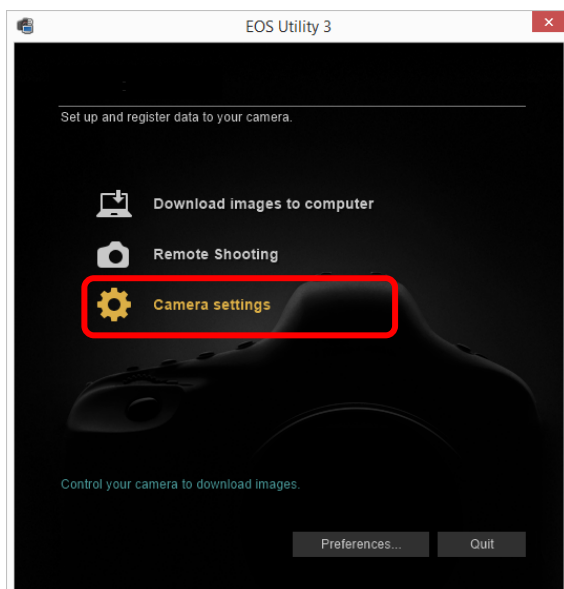 EOS Utility 3
Set up and register data to your camera.
Download images to computer
Remote Shooting
Camera settings
Control your camera to download images.
Preferences... Quit